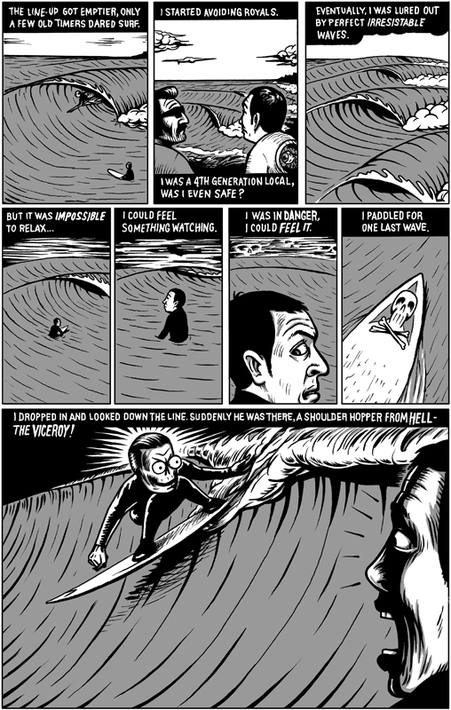 THE LINE-UP GOT EMPTIER, ONLY
A FEW OLD TIMERS DARED SURF.
I STARTED AVOIDING ROYALS.
I WAS A 4TH GENERATION LOCAL,
WAS I EVEN SAFE?
EVENTUALLY, I WAS LURED OUT
BY PERFECT IRRESISTABLE
WAVES.
BUT IT WAS IMPOSSIBLE
TO RELAX...
I COULD FEEL
SOMETHING WATCHING.
I WAS IN DANGER,
I COULD FEEL IT.
I PADDLED FOR
ONE LAST WAVE.
I DROPPED IN AND LOOKED DOWN THE LINE. SUDDENLY HE WAS THERE, A SHOULDER HOPPER FROM HELL-
THE VICEROY!